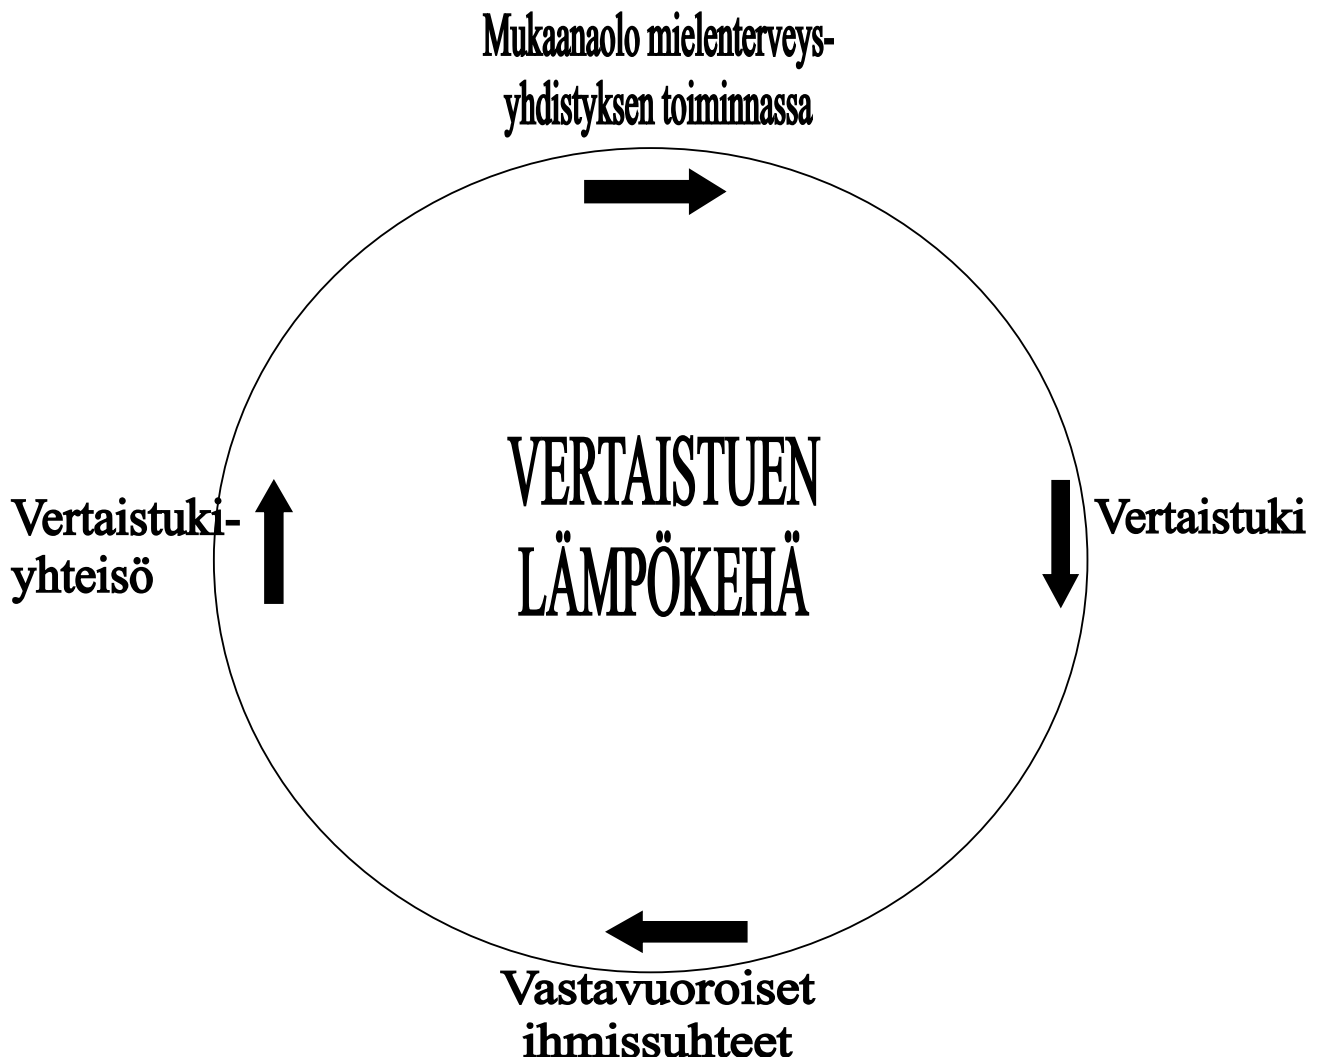 Mukaanaolo mielenterveys-
yhdistyksen toiminnassa
VERTAISTUEN
LÄMPÖKEHÄ
Vertaistuki-
yhteisö
Vertaistuki
Vastavuoroiset
ihmissuhteet